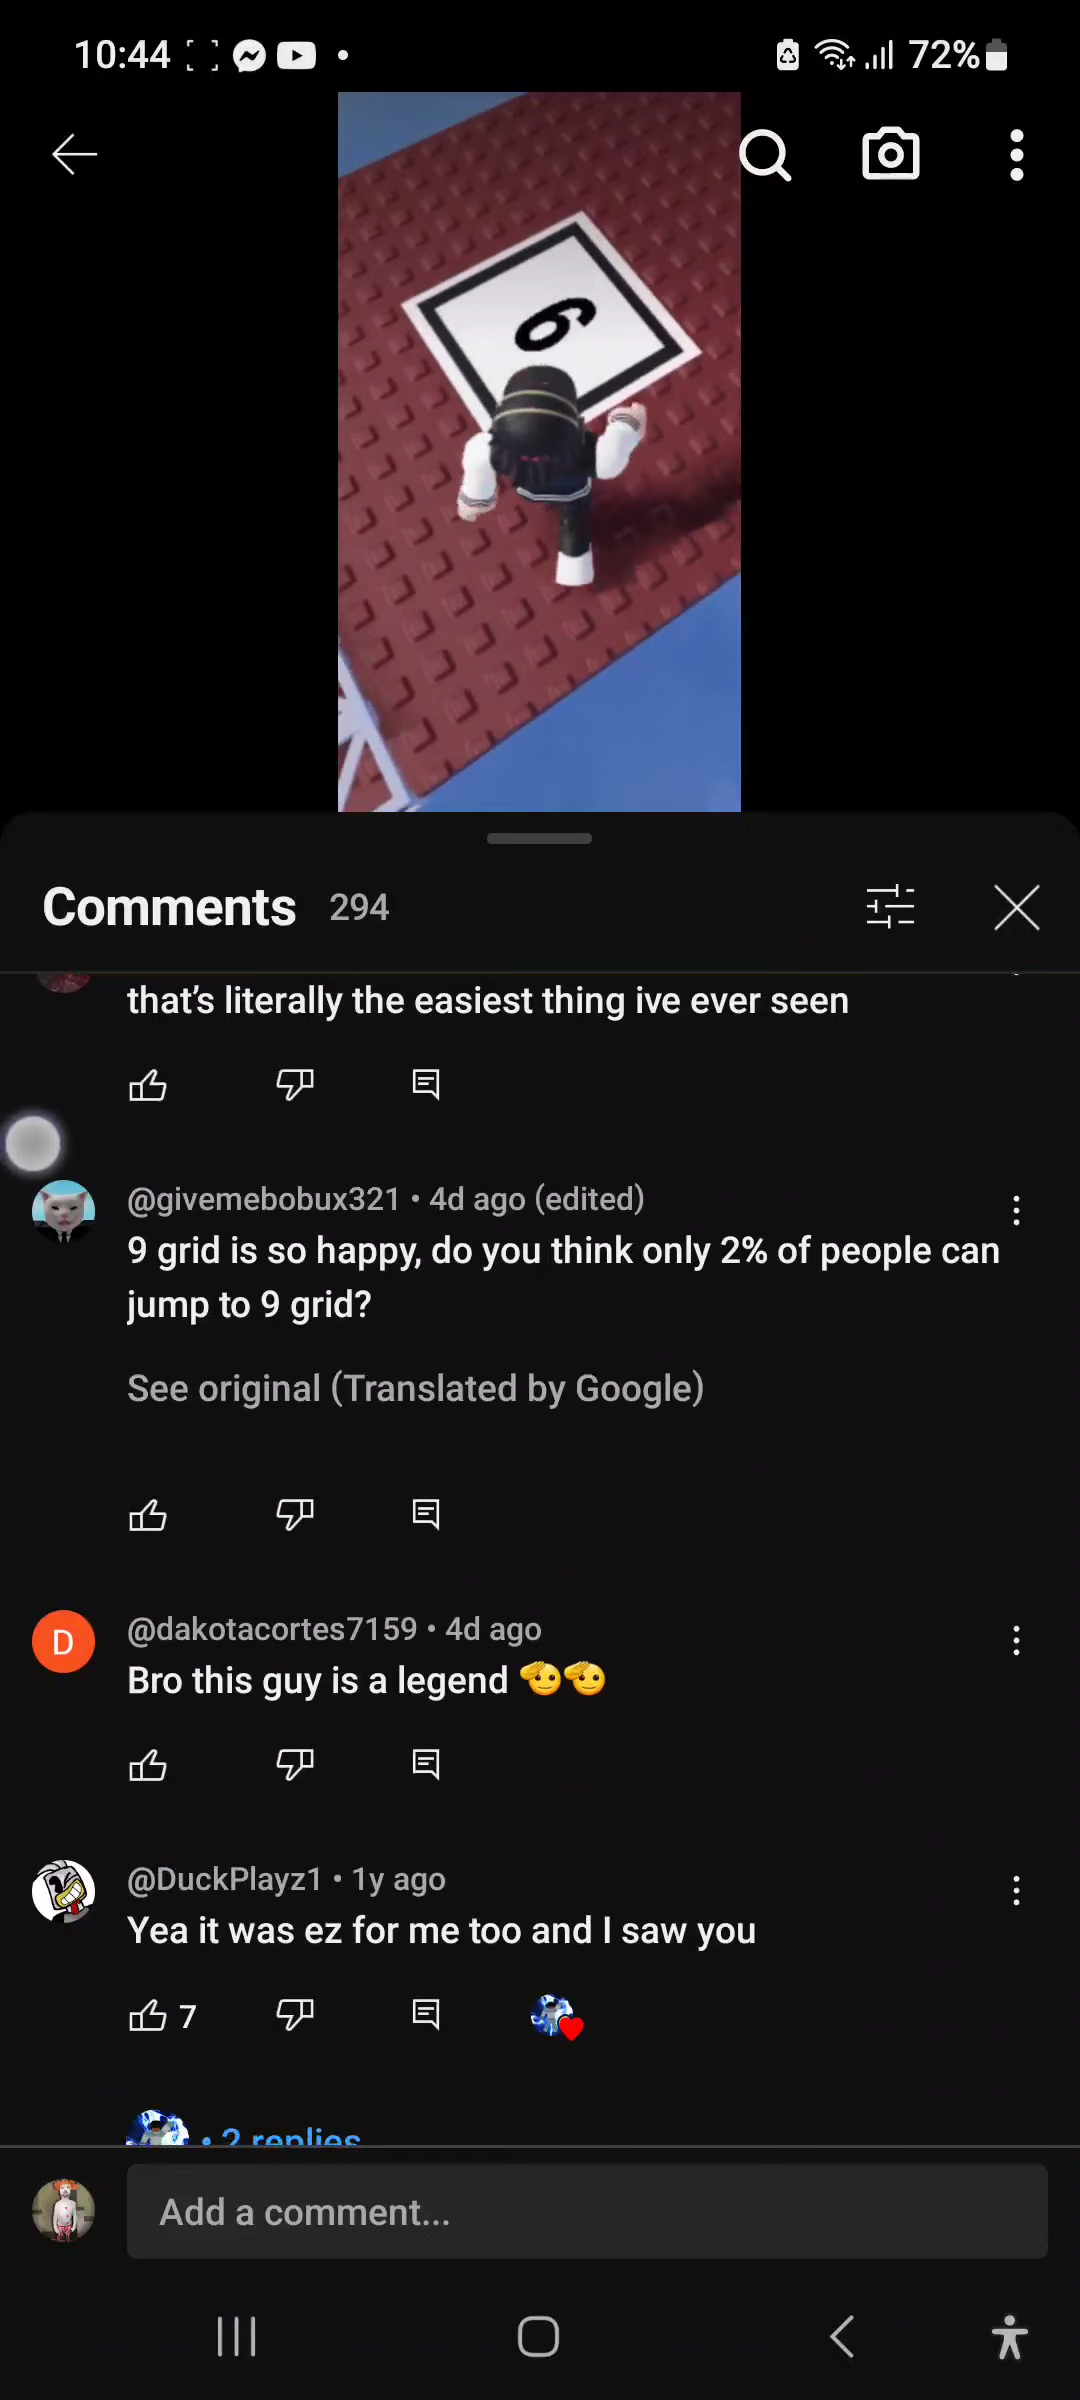 10:44
72%
6
Comments 294
that's literally the easiest thing ive ever seen
@givemebobux321 • 4d ago (edited)
9 grid is so happy, do you think only 2% of people can
jump to 9 grid?
See original (Translated by Google)
D
@dakotacortes7159 • 4d ago
Bro this guy is a legend 🫡🫡
@DuckPlayz1 • 1y ago
Yea it was ez for me too and I saw you
7
• 2 replies
Add a comment...